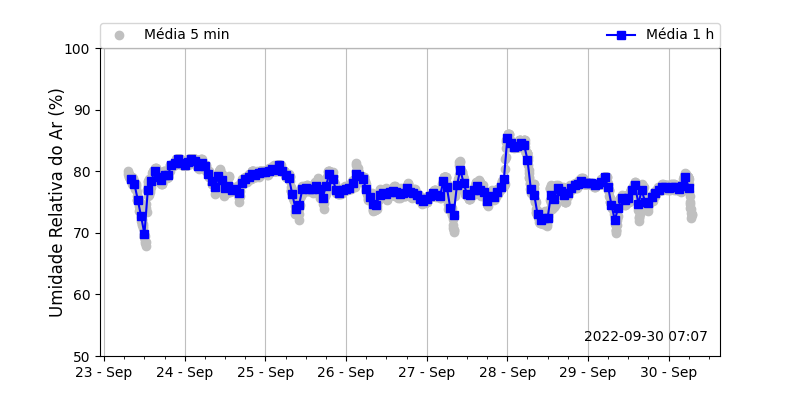 Média 5 min
Média 1 h
Umidade Relativa do Ar (%)
100
90
80
70
60
50
2022-09-30 07:07
23 - Sep
24 - Sep
25 - Sep
26 - Sep
27 - Sep
28 - Sep
29 - Sep
30 - Sep